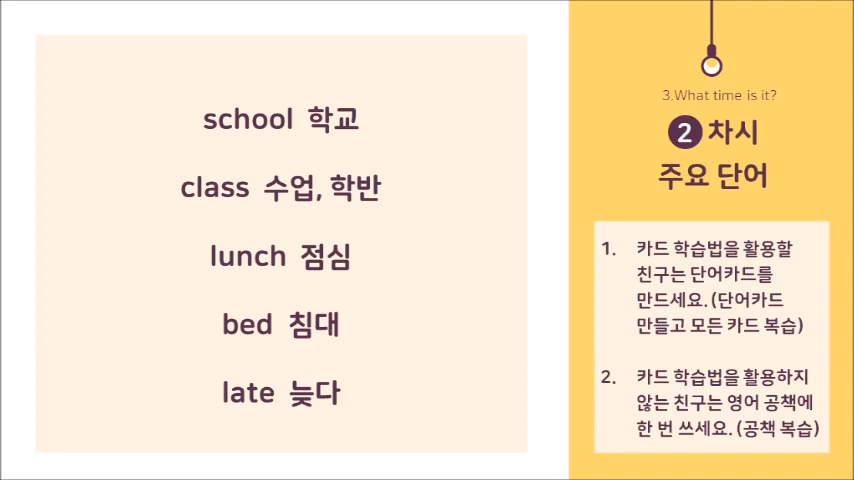 school 학교
class 수업, 학반
lunch 점심
bed 침대
late 늦다
3.What time is it?
2 차시
주요 단어
1. 카드 학습법을 활용할
친구는 단어카드를
만드세요. (단어카드
만들고 모든 카드 복습)
2. 카드 학습법을 활용하지
않는 친구는 영어 공책에
한 번 쓰세요. (공책 복습)